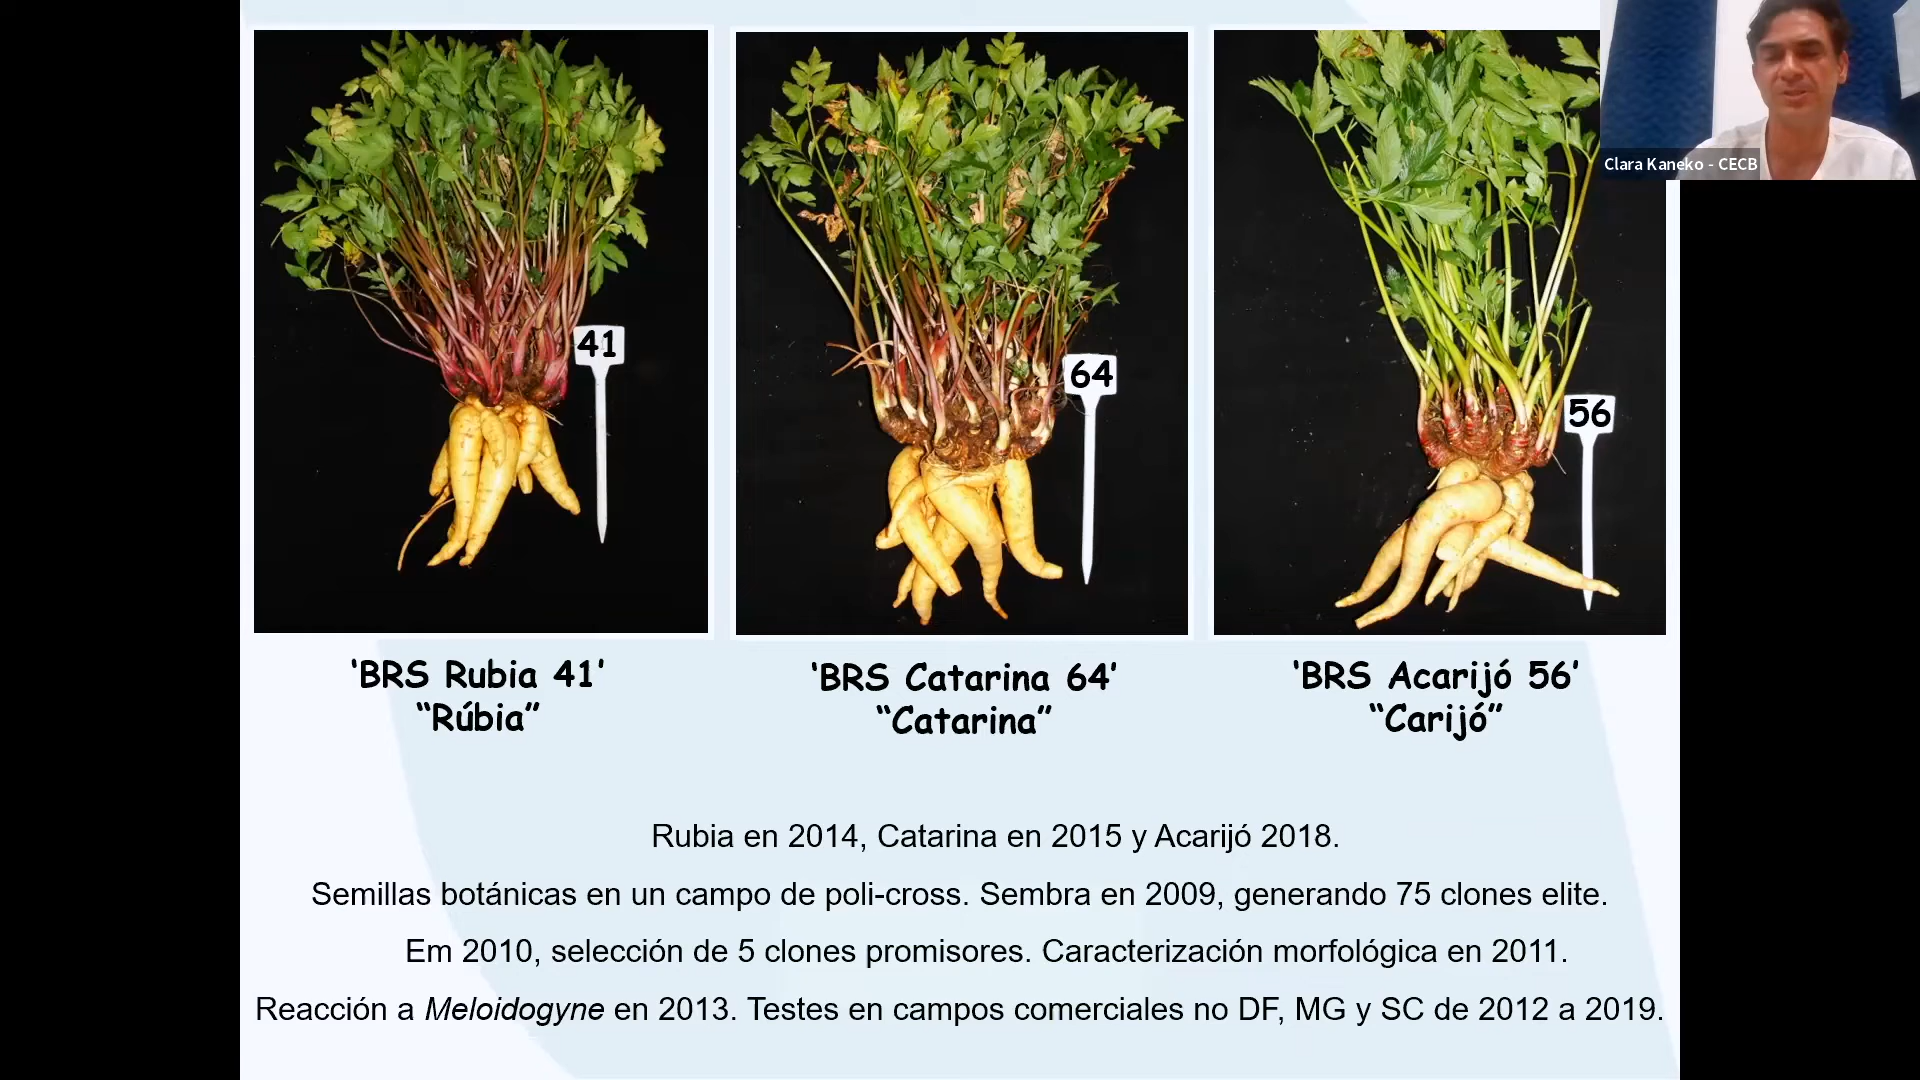 41
64
56
Clara Kaneko - CECB
‘BRS Rubia 41’
“Rúbia”
‘BRS Catarina 64’
“Catarina”
‘BRS Acarijó 56’
“Carijó”
Rubia en 2014, Catarina en 2015 y Acarijó 2018.
Semillas botánicas en un campo de poli-cross. Sembra en 2009, generando 75 clones elite.
Em 2010, selección de 5 clones promisores. Caracterización morfológica en 2011.
Reacción a Meloidogyne en 2013. Testes en campos comerciales no DF, MG y SC de 2012 a 2019.